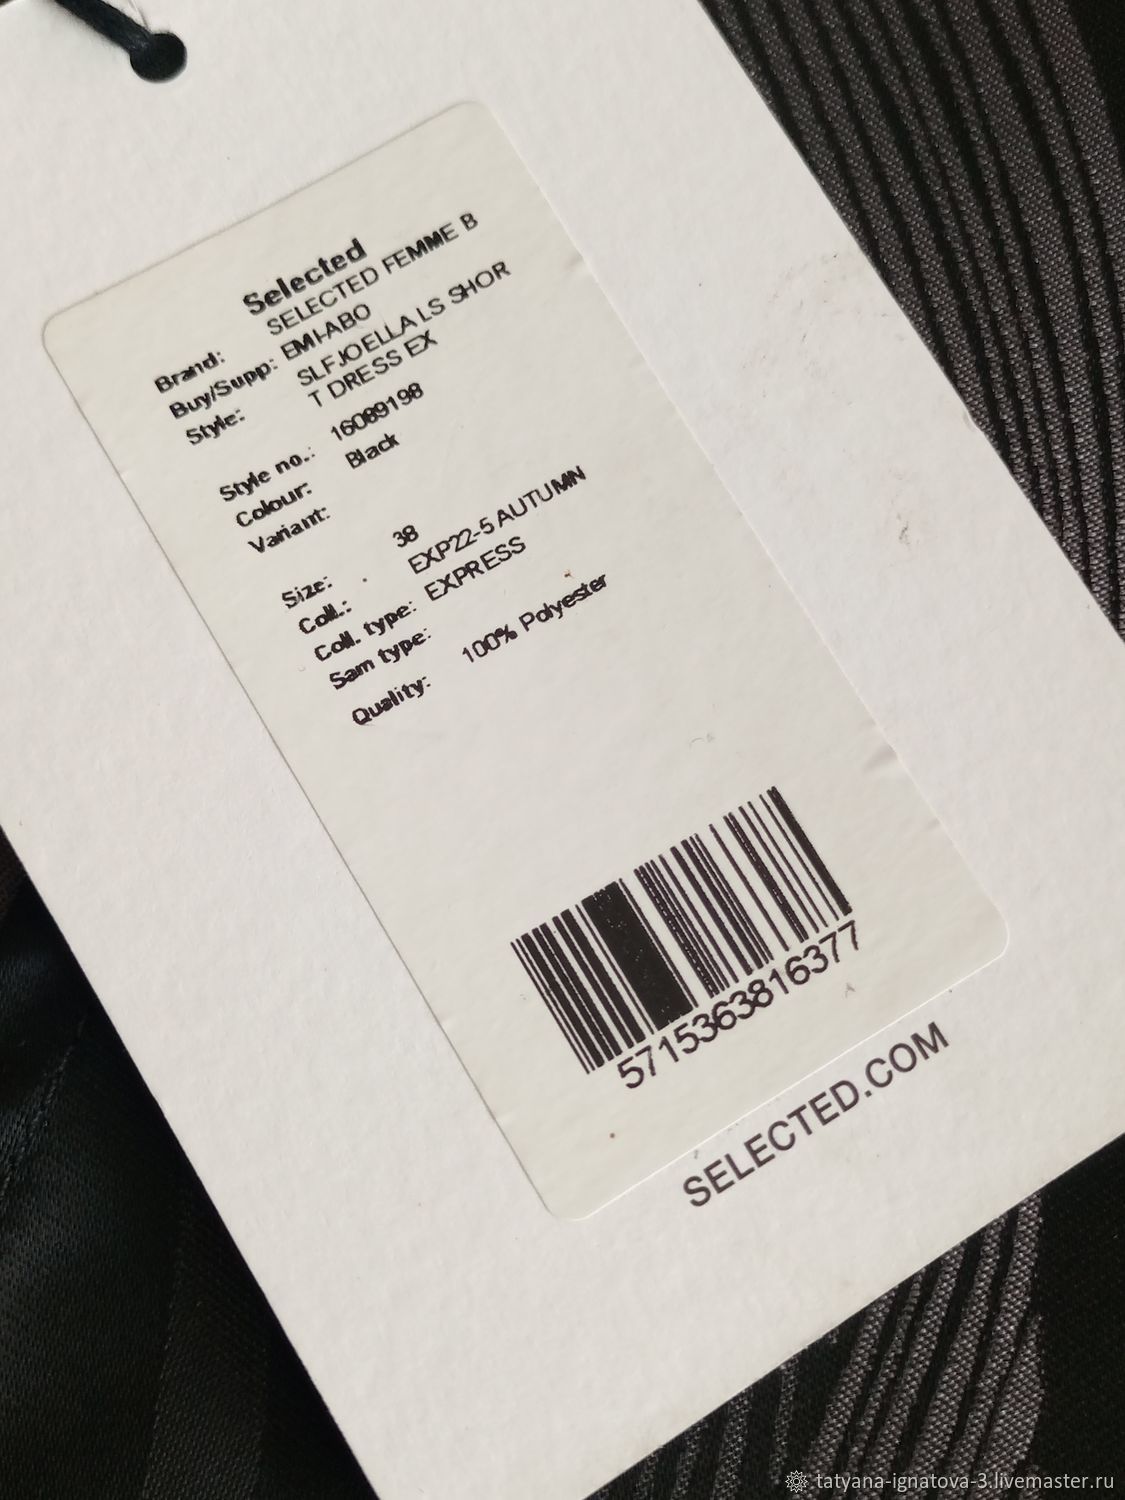 Selected
Brand: SELECTED FEMME B
Buy/Supp: EMI-ABO
Style: SLFJOELLA LS SHOR
T DRESS EX
Style no.: 16089198
Colour: Black
Variant:
Size: 38
Coll.: EXP22-5 AUTUMN
Coll. type: EXPRESS
Sam type:
Quality: 100% Polyester
5715363816377
SELECTED.COM
tatyana-ignatova-3.livemaster.ru